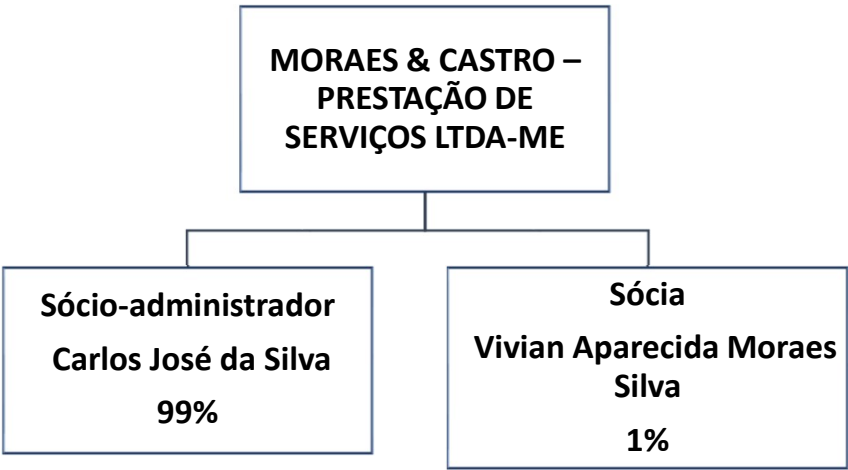 MORAES & CASTRO –
PRESTAÇÃO DE
SERVIÇOS LTDA-ME
Sócio-administrador
Carlos José da Silva
99%
Sócia
Vivian Aparecida Moraes
Silva
1%